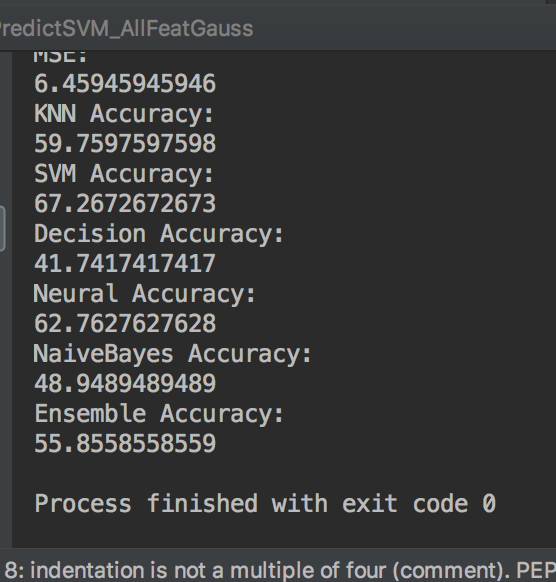 redictSVM_AllFeatGauss
MSE:
6.45945945946
KNN Accuracy:
59.7597597598
SVM Accuracy:
67.2672672673
Decision Accuracy:
41.7417417417
Neural Accuracy:
62.7627627628
NaiveBayes Accuracy:
48.9489489489
Ensemble Accuracy:
55.8558558559
Process finished with exit code 0
8: indentation is not a multiple of four (comment). PEP